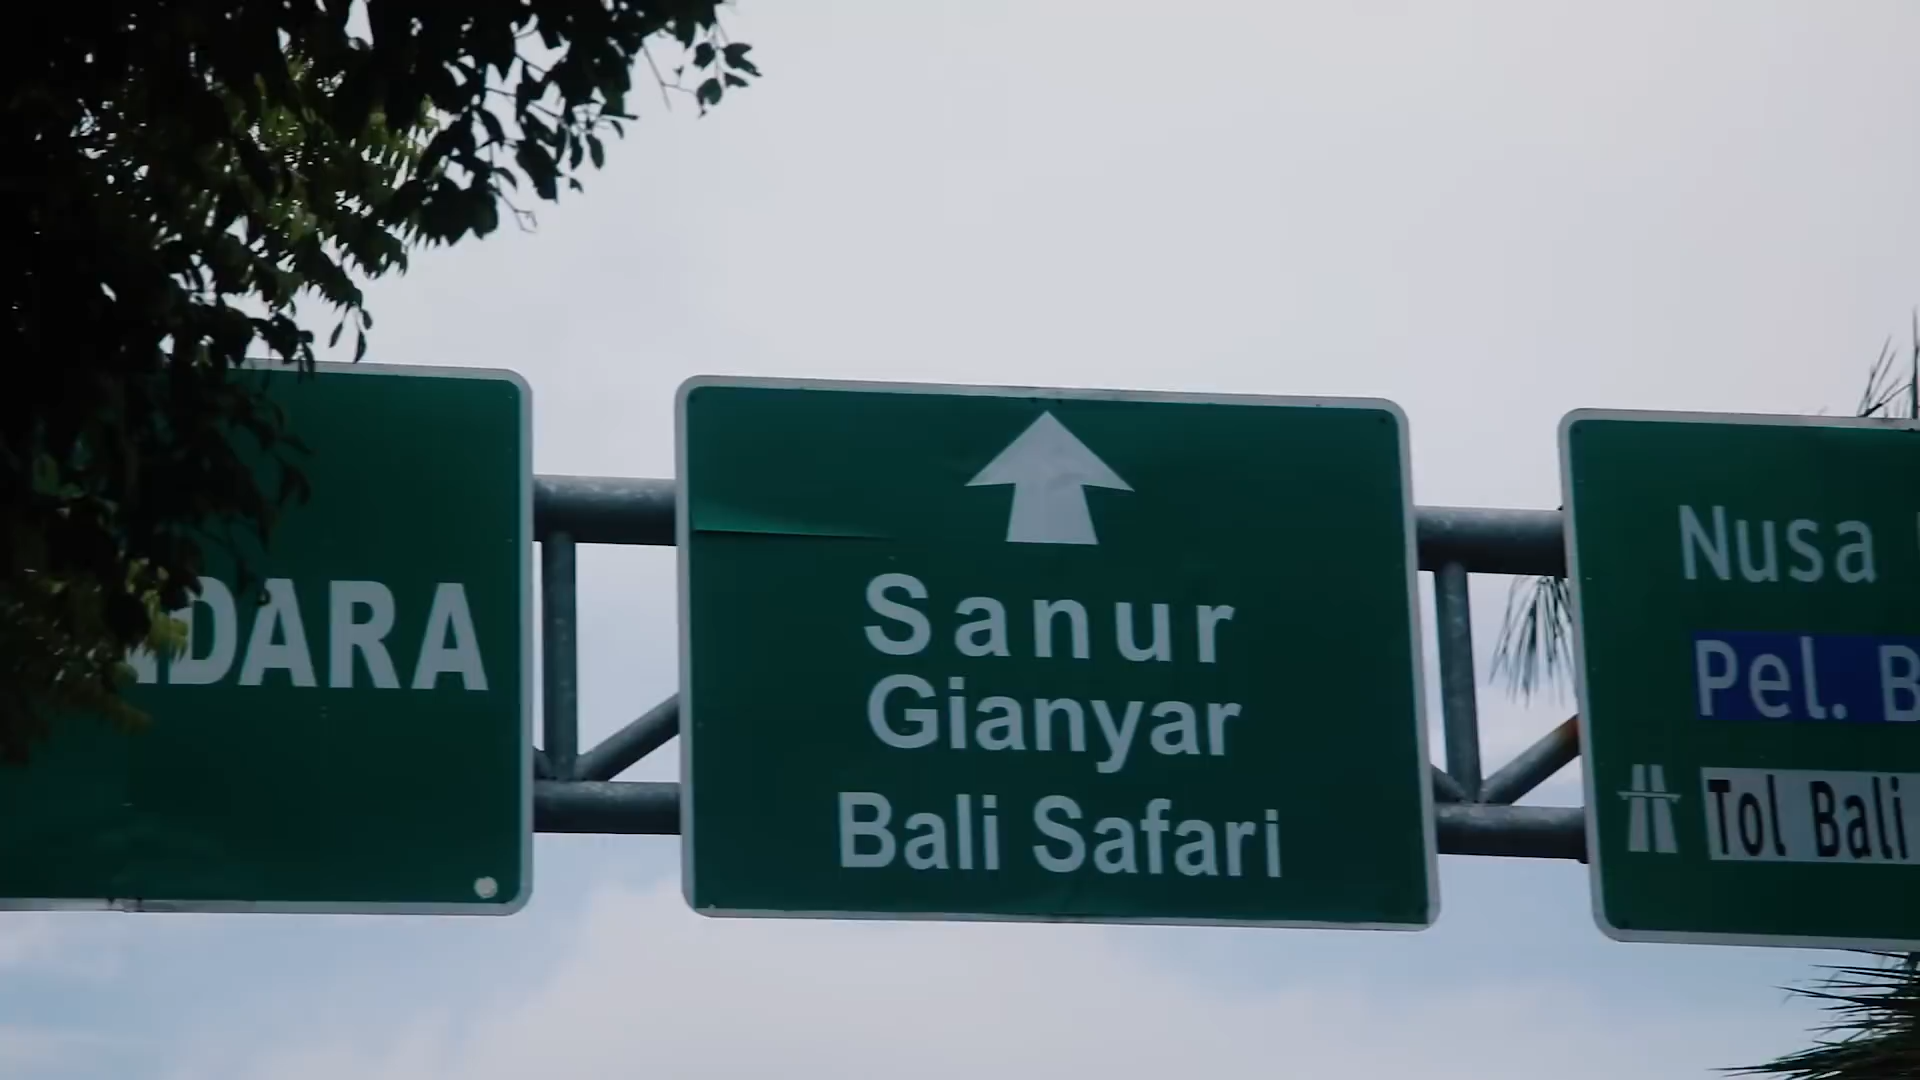 DARA
Sanur
Gianyar
Bali Safari
Nusa
Pel. B
Tol Bali